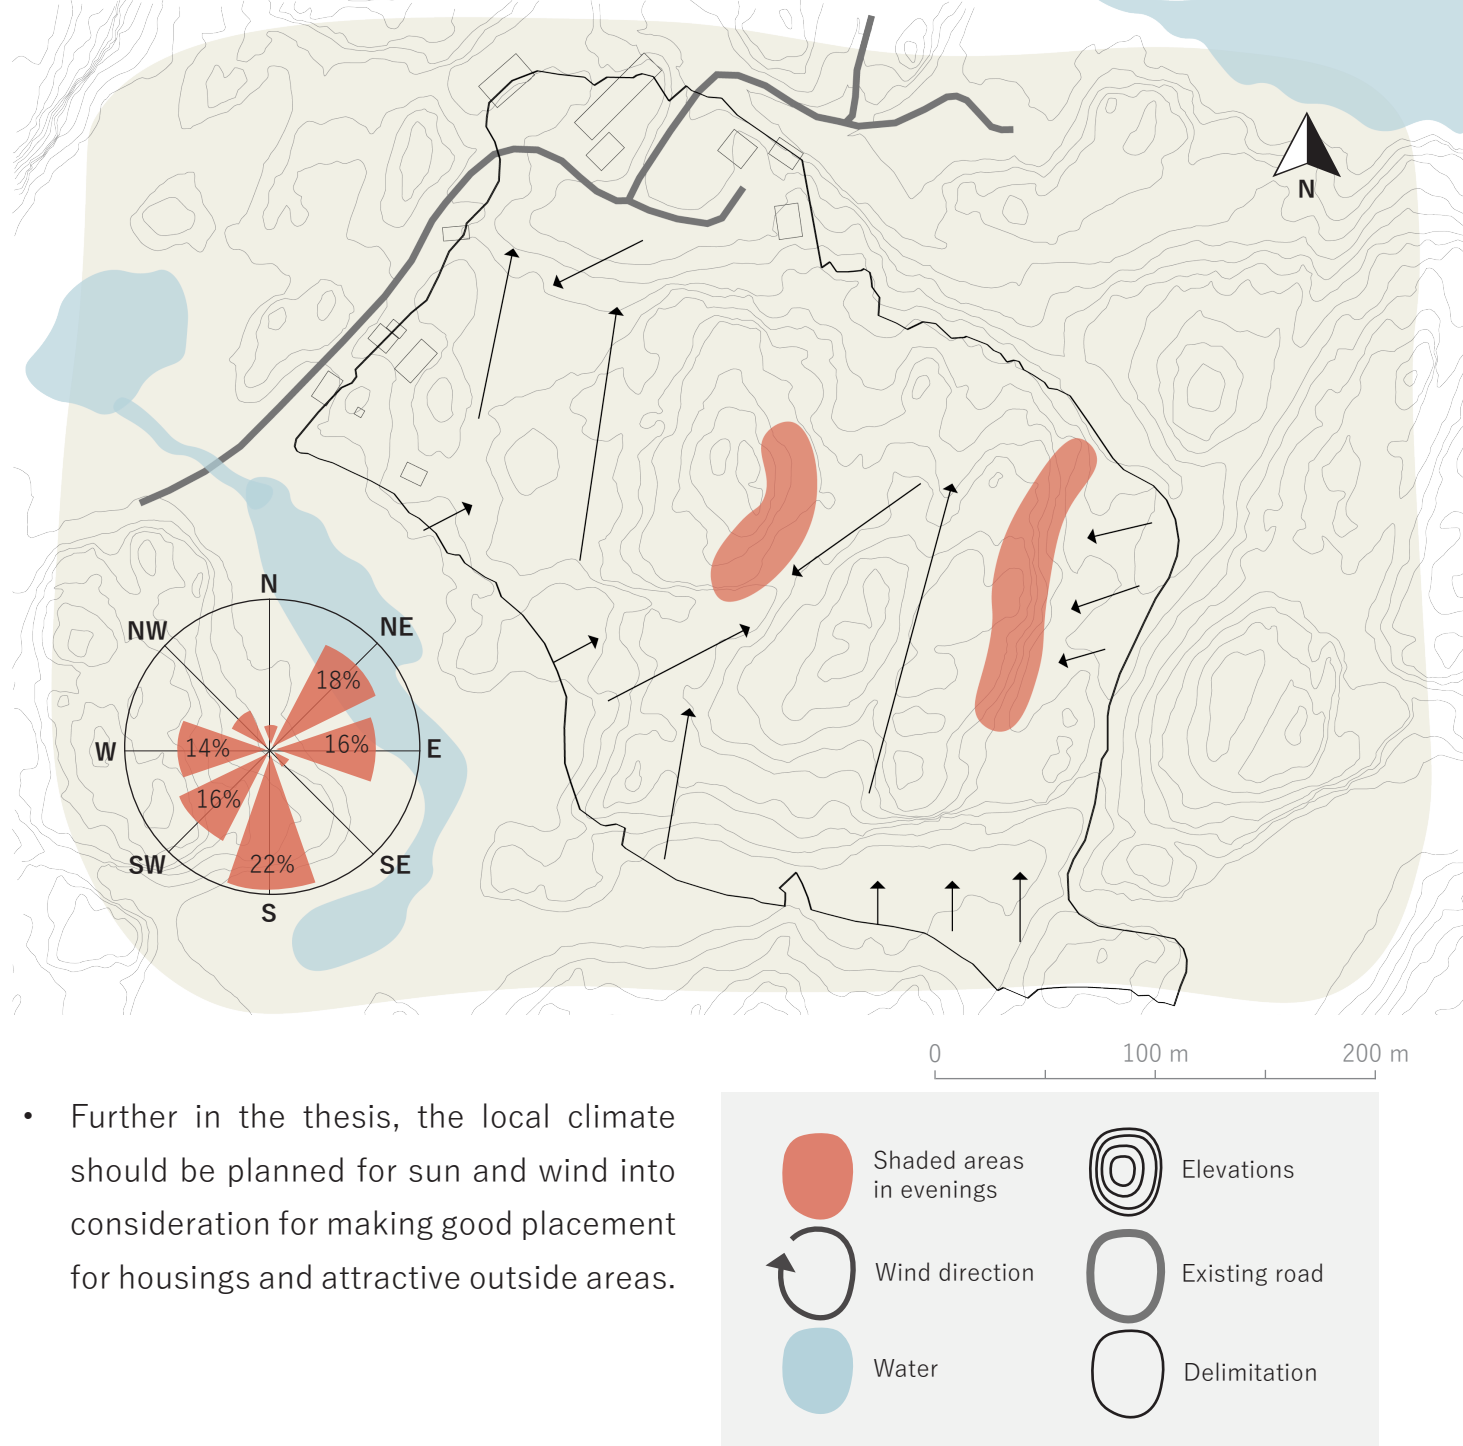 N
N
NW
NE
18%
W
14%
16%
E
16%
SW
22%
SE
S
0
100 m
200 m
• Further in the thesis, the local climate
should be planned for sun and wind into
consideration for making good placement
for housings and attractive outside areas.
Shaded areas
in evenings
Elevations
Wind direction
Existing road
Water
Delimitation